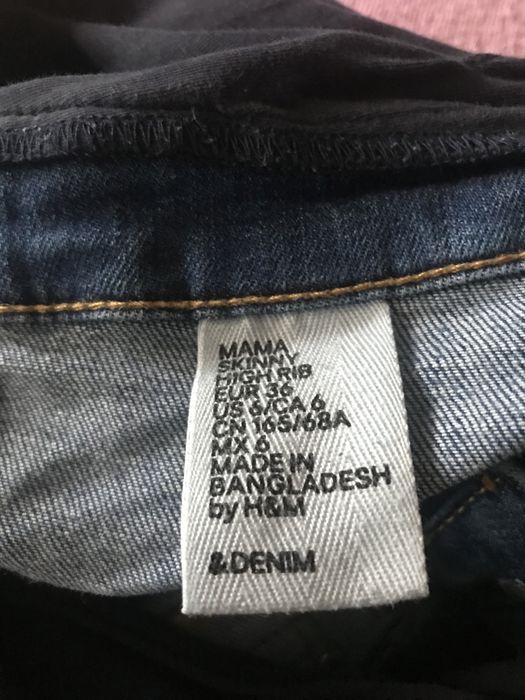 MAMA
SKINNY
HIGH RIB
EUR 36
US 6/CA 6
CN 165/68A
MX 6
MADE IN
BANGLADESH
by H&M
&DENIM